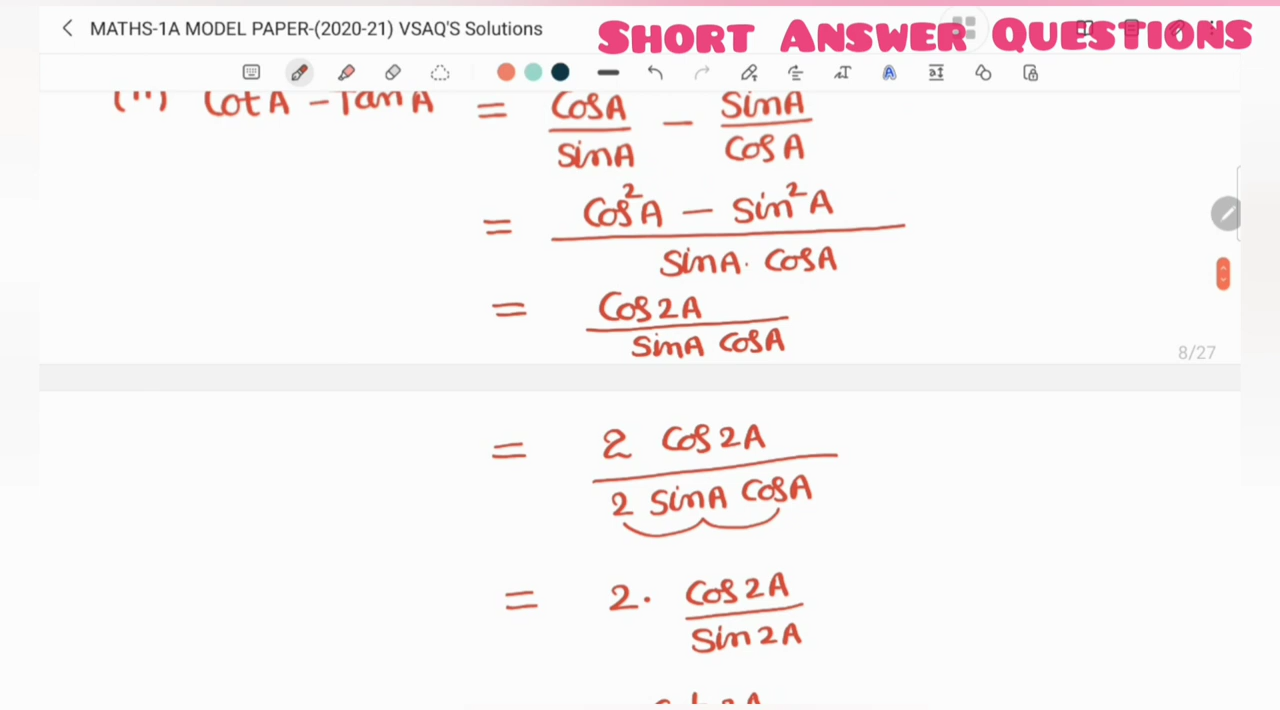 MATHS-1A MODEL PAPER-(2020-21) VSAQ'S Solutions
SHORT ANSWER QUESTIONS
(ii) CotA - TanA = CosA/SinA - SinA/CosA
= Cos²A - Sin²A / SinA. CosA
= Cos2A / SinA CosA
8/27
= 2 Cos2A / 2 SinA CosA
= 2. Cos2A / Sin2A